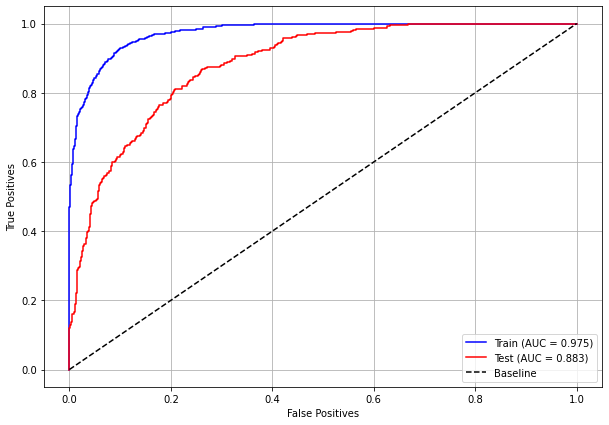 1.0
0.8
0.6
0.4
0.2
0.0
True Positives
0.0 0.2 0.4 0.6 0.8 1.0
False Positives
Train (AUC = 0.975)
Test (AUC = 0.883)
Baseline